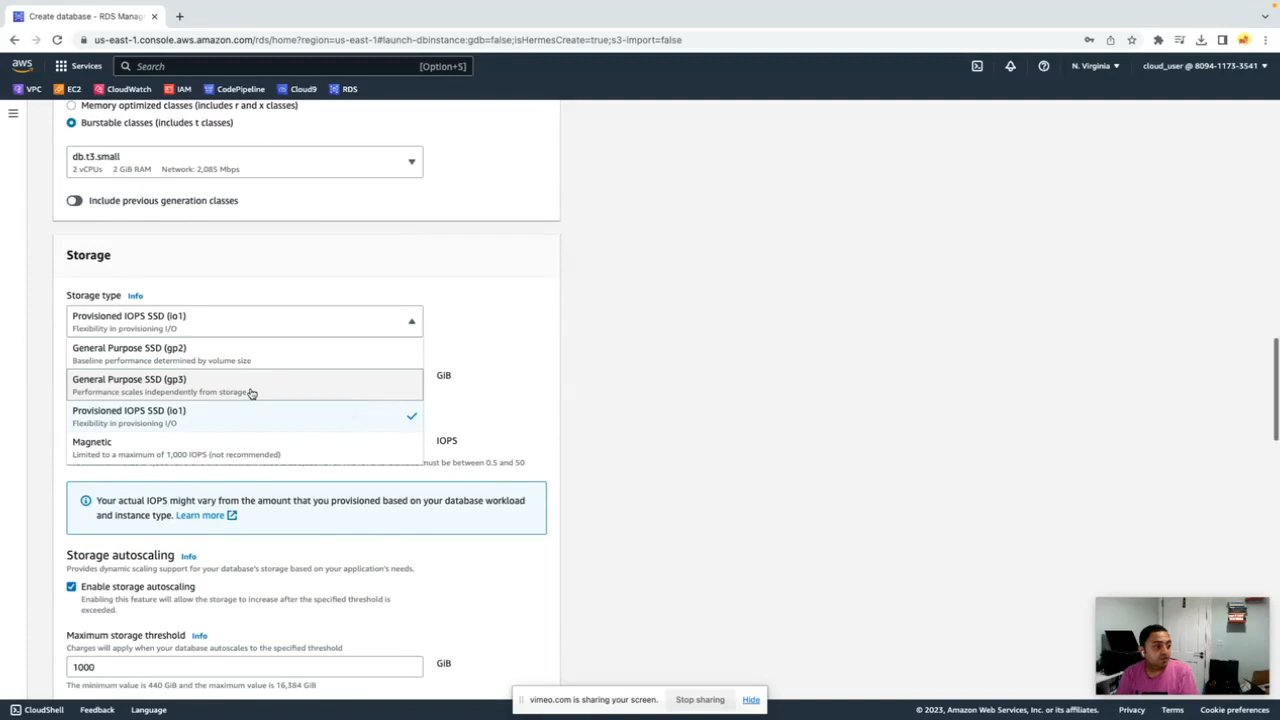 Create database - RDS Manag
us-east-1.console.aws.amazon.com/rds/home?region=us-east-1#launch-dbinstance:gdb=false;isHermesCreate=true;s3-import=false
aws
Services
Search
[Option+S]
N. Virginia
cloud_user @ 8094-1173-3541
VPC
EC2
CloudWatch
IAM
CodePipeline
Cloud9
RDS
Memory optimized classes (includes r and x classes)
Burstable classes (includes t classes)
db.t3.small
2 vCPUs 2 GiB RAM Network: 2,085 Mbps
Include previous generation classes
Storage
Storage type Info
Provisioned IOPS SSD (io1)
Flexibility in provisioning I/O
General Purpose SSD (gp2)
Baseline performance determined by volume size
GiB
General Purpose SSD (gp3)
Performance scales independently from storage
Provisioned IOPS SSD (io1)
Flexibility in provisioning I/O
Magnetic
IOPS
Limited to a maximum of 1,000 IOPS (not recommended)
must be between 0.5 and 50
Your actual IOPS might vary from the amount that you provisioned based on your database workload
and instance type. Learn more
Storage autoscaling Info
Provides dynamic scaling support for your database's storage based on your application's needs.
Enable storage autoscaling
Enabling this feature will allow the storage to increase after the specified threshold is
exceeded.
Maximum storage threshold Info
Charges will apply when your database autoscales to the specified threshold
1000
GiB
The minimum value is 440 GiB and the maximum value is 16,384 GiB
vimeo.com is sharing your screen.
Stop sharing
Hide
CloudShell
Feedback
Language
© 2023, Amazon Web Services, Inc. or its affiliates.
Privacy
Terms
Cookie preferences